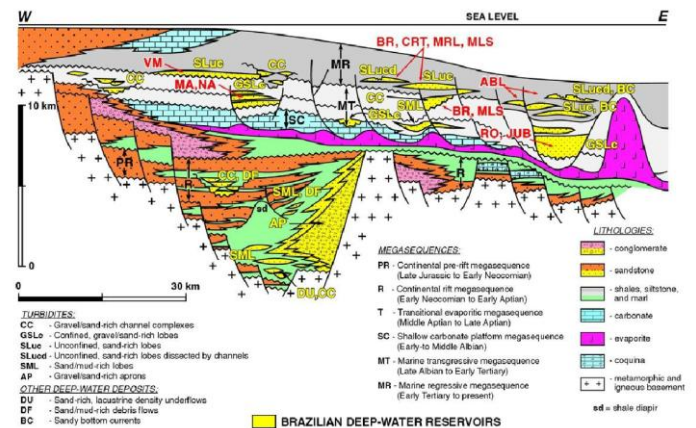 W
SEA LEVEL
E
BR, CRT, MRL, MLS
VM
SLuc
CC
MR
SLucd
SLuc
ABL
SLucd, BC
CC
MA,NA
GSLc
MT
CC
SML
SLuc, BC
10 km
SC
GSLc
BR, MLS
RO, JUB
GSLc
PR
R
CC, DF
SML, DF
R
sd
AP
SML
DU,CC
0
0
30 km
LITHOLOGIES:
- conglomerate
- sandstone
- shales, siltstone, and marl
- carbonate
- evaporite
- coquina
- metamorphic and igneous basement
sd = shale diapir
MEGASEQUENCES:
PR - Continental pre-rift megasequence
(Late Jurassic to Early Neocomian)
R - Continental rift megasequence
(Early Neocomian to Early Aptian)
T - Transitional evaporitic megasequence
(Middle Aptian to Late Aptian)
SC - Shallow carbonate platform megasequence
(Early-to Middle Albian)
MT - Marine transgressive megasequence
(Late Albian to Early Tertiary)
MR - Marine regressive megasequence
(Early Tertiary to present)
TURBIDITES:
CC - Gravel/sand-rich channel complexes
GSLc - Confined, gravel/sand-rich lobes
SLuc - Unconfined, sand-rich lobes
SLucd - Unconfined, sand-rich lobes dissected by channels
SML - Sand/mud-rich lobes
AP - Gravel/sand-rich aprons
OTHER DEEP-WATER DEPOSITS:
DU - Sand-rich, lacustrine density underflows
DF - Sand/mud-rich debris flows
BC - Sandy bottom currents
BRAZILIAN DEEP-WATER RESERVOIRS